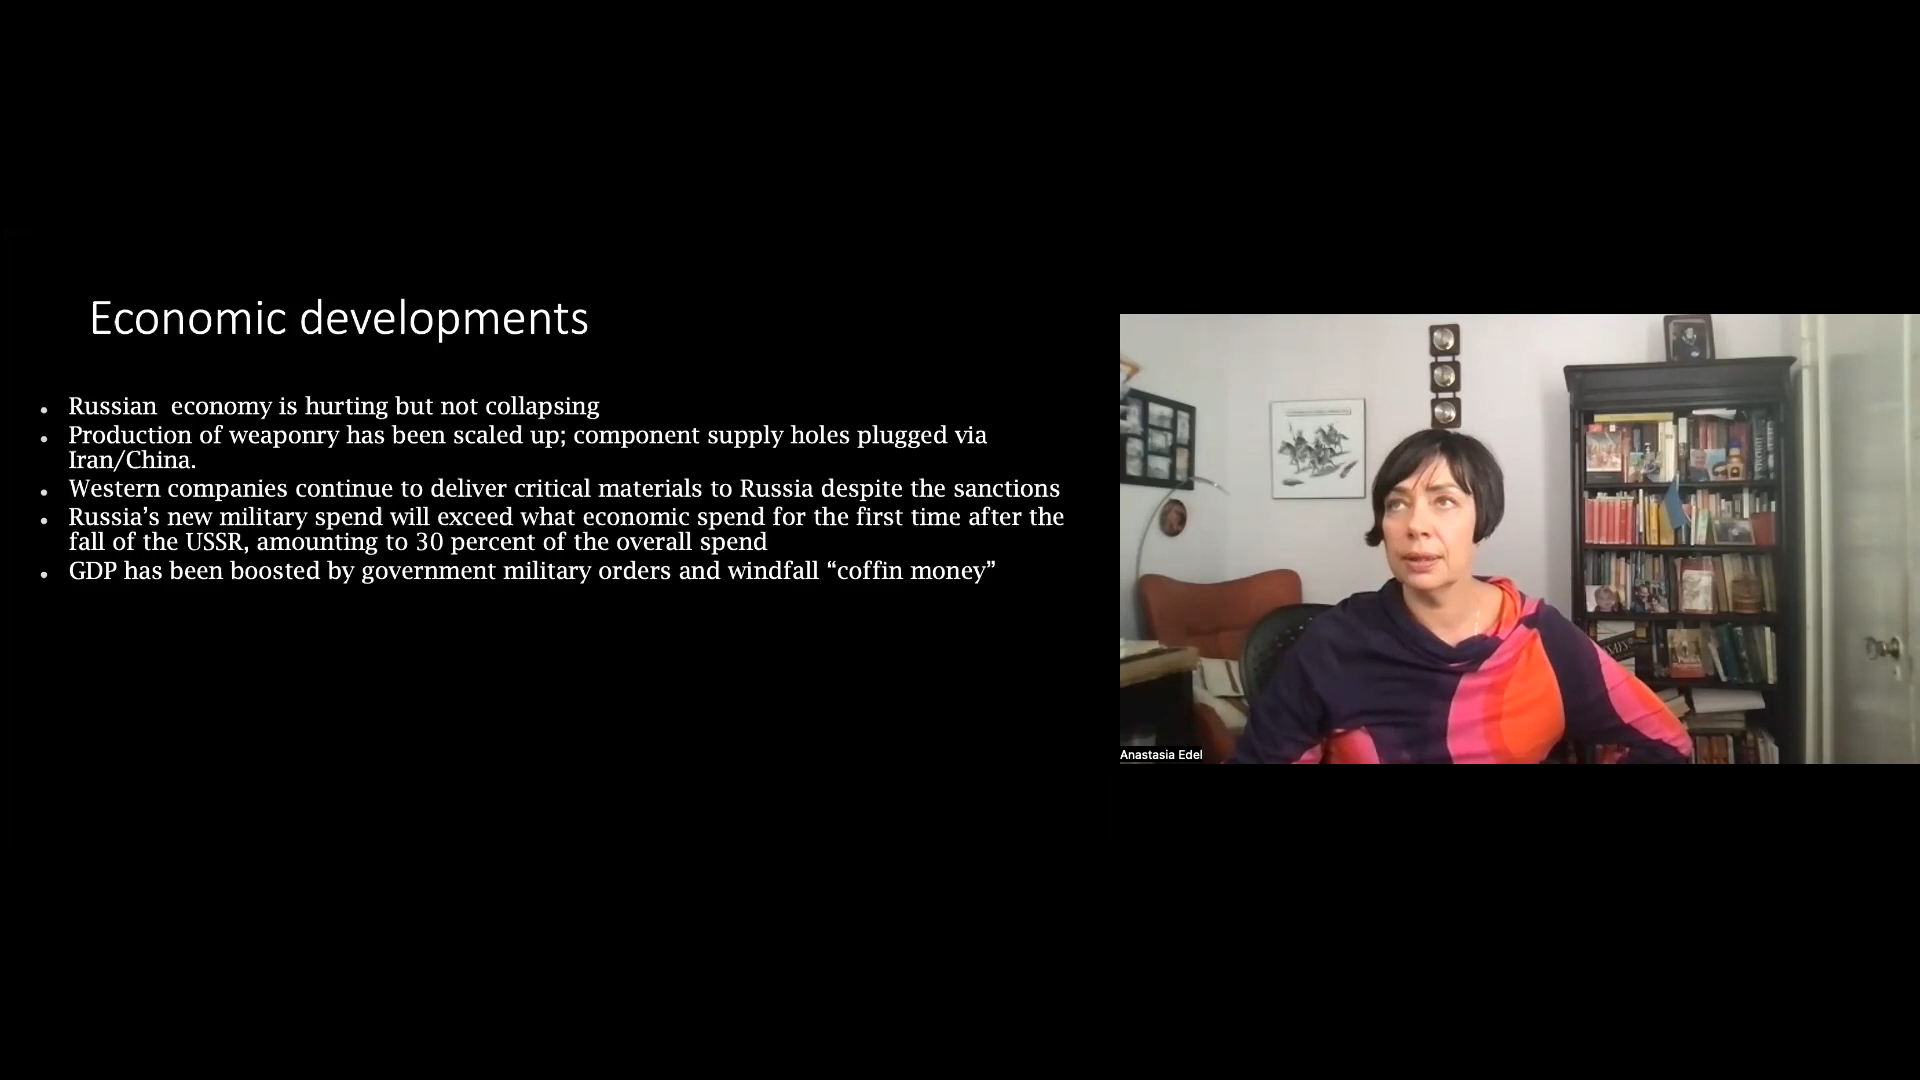 Economic developments
• Russian  economy is hurting but not collapsing
• Production of weaponry has been scaled up; component supply holes plugged via
Iran/China.
• Western companies continue to deliver critical materials to Russia despite the sanctions
• Russia’s new military spend will exceed what economic spend for the first time after the
fall of the USSR, amounting to 30 percent of the overall spend
• GDP has been boosted by government military orders and windfall “coffin money”
Anastasia Edel